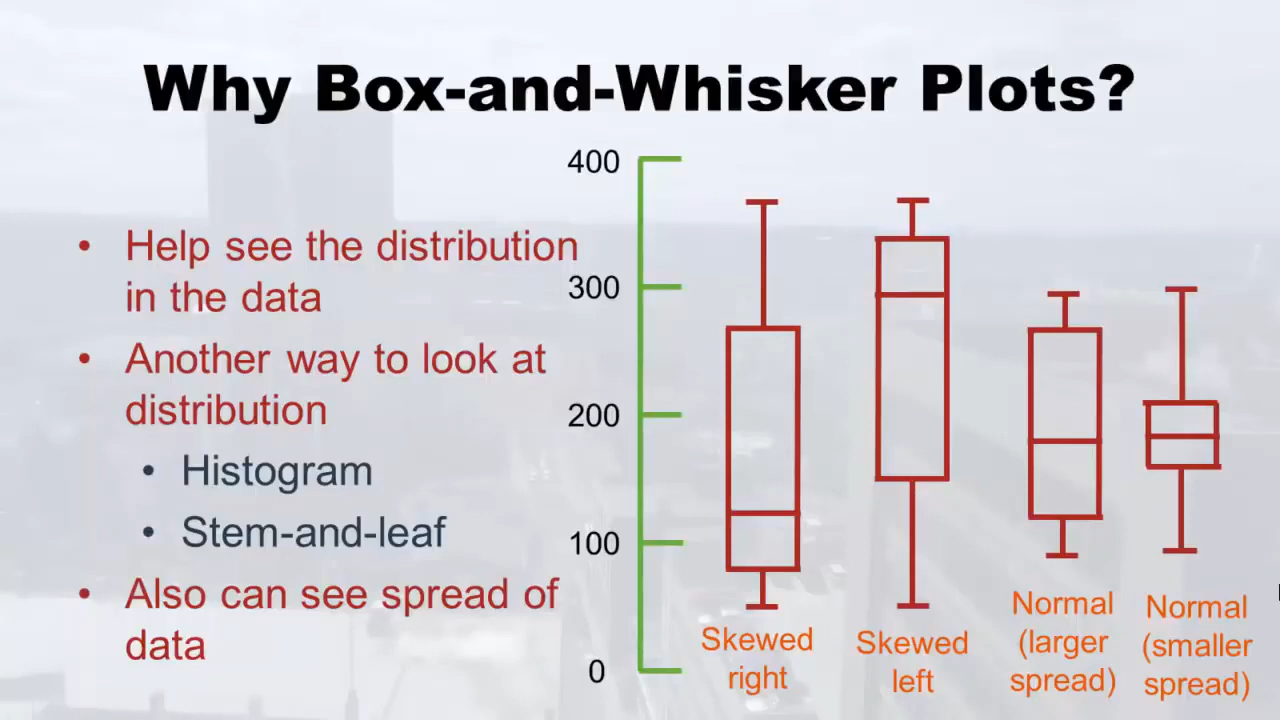 Why Box-and-Whisker Plots?
• Help see the distribution
in the data
• Another way to look at
distribution
• Histogram
• Stem-and-leaf
• Also can see spread of
data
400
300
200
100
0
Skewed
right
Skewed
left
Normal
(larger
spread)
Normal
(smaller
spread)